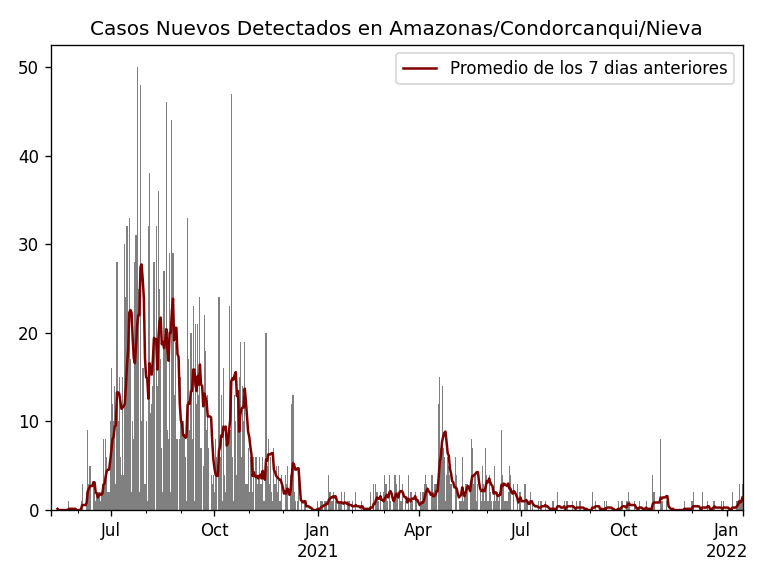 Casos Nuevos Detectados en Amazonas/Condorcanqui/Nieva
Promedio de los 7 dias anteriores
50
40
30
20
10
0
Jul
Oct
Jan
2021
Apr
Jul
Oct
Jan
2022